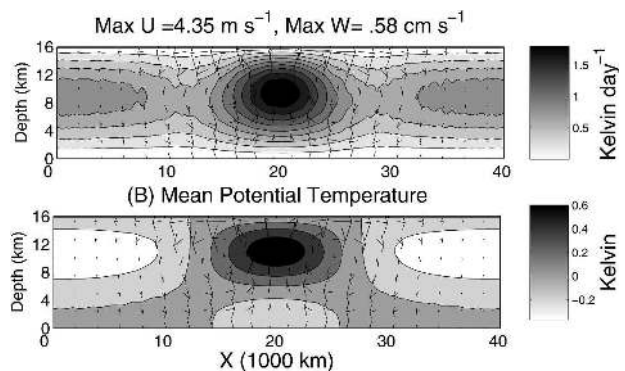 Max U =4.35 m s⁻¹, Max W= .58 cm s⁻¹
16
12
8
4
0
Depth (km)
0 10 20 30 40
1.5
1
0.5
Kelvin day⁻¹
(B) Mean Potential Temperature
16
12
8
4
0
Depth (km)
0 10 20 30 40
X (1000 km)
0.6
0.4
0.2
0
−0.2
Kelvin